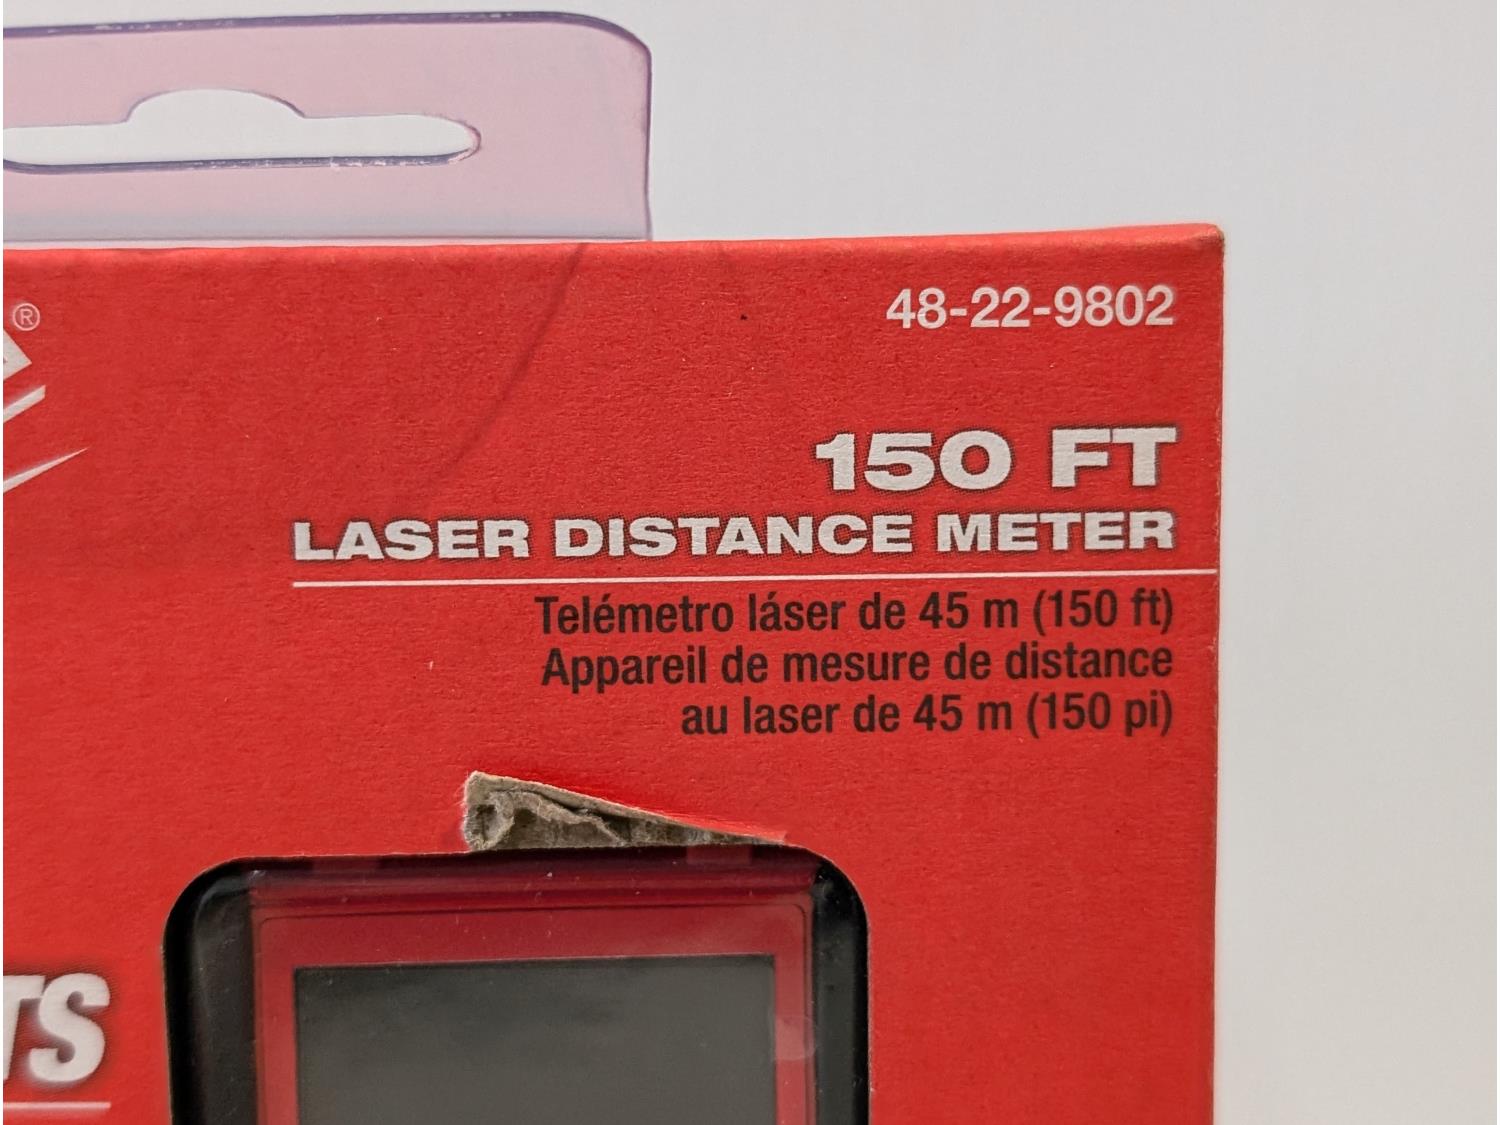 ®
48-22-9802
150 FT
LASER DISTANCE METER
Telémetro láser de 45 m (150 ft)
Appareil de mesure de distance
au laser de 45 m (150 pi)
TS